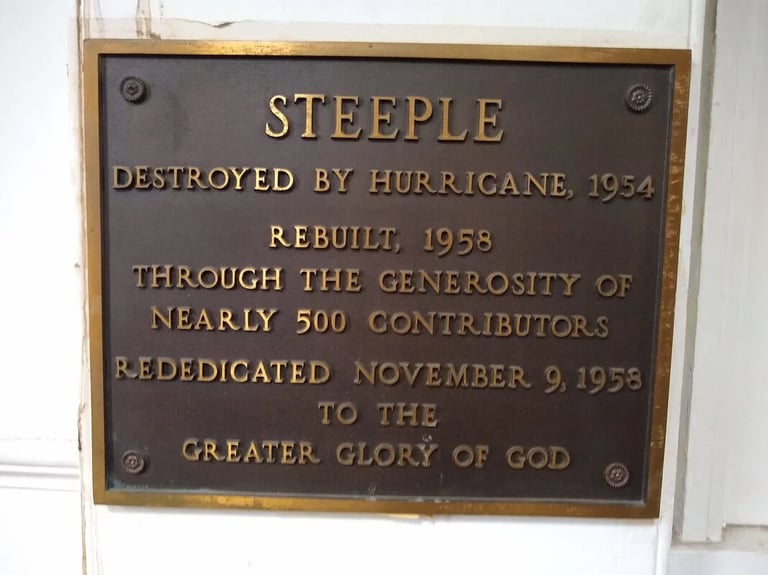 STEEPLE
DESTROYED BY HURRICANE, 1954
REBUILT, 1958
THROUGH THE GENEROSITY OF
NEARLY 500 CONTRIBUTORS
REDEDICATED NOVEMBER 9, 1958
TO THE
GREATER GLORY OF GOD